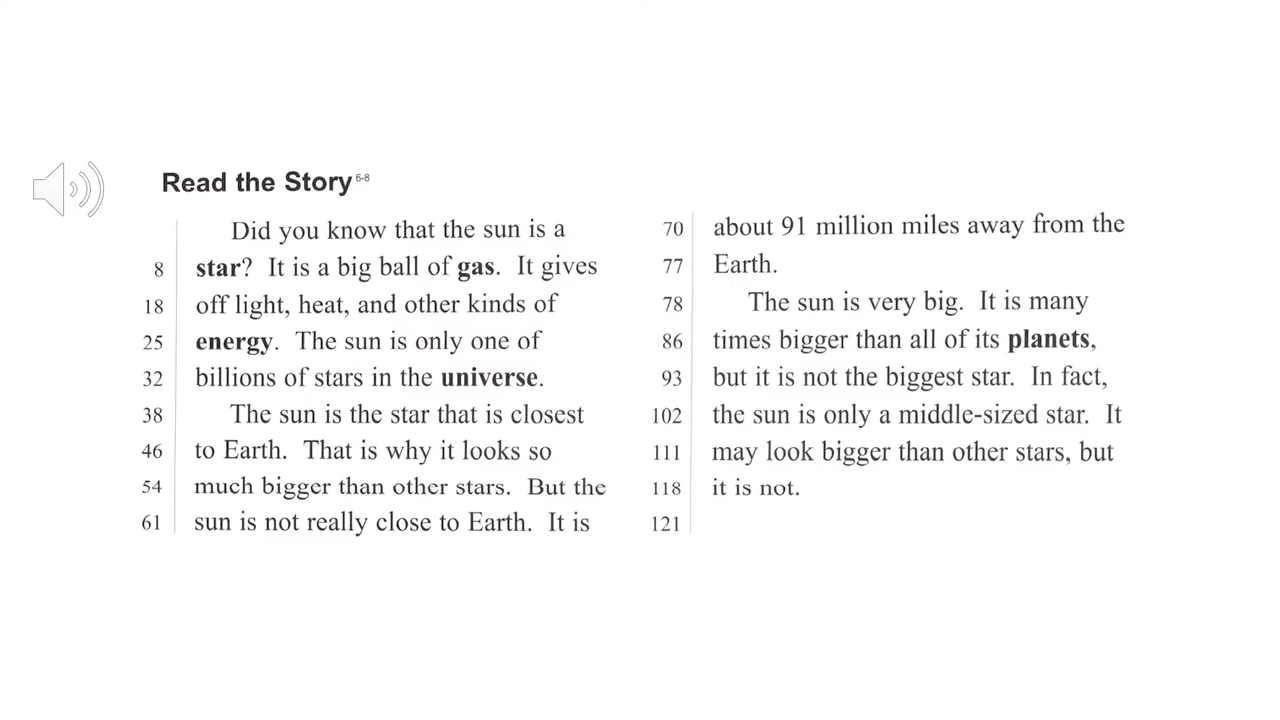 Read the Story 6-8
Did you know that the sun is a
8 star? It is a big ball of gas. It gives
18 off light, heat, and other kinds of
25 energy. The sun is only one of
32 billions of stars in the universe.
38 The sun is the star that is closest
46 to Earth. That is why it looks so
54 much bigger than other stars. But the
61 sun is not really close to Earth. It is
70 about 91 million miles away from the
77 Earth.
78 The sun is very big. It is many
86 times bigger than all of its planets,
93 but it is not the biggest star. In fact,
102 the sun is only a middle-sized star. It
111 may look bigger than other stars, but
118 it is not.
121